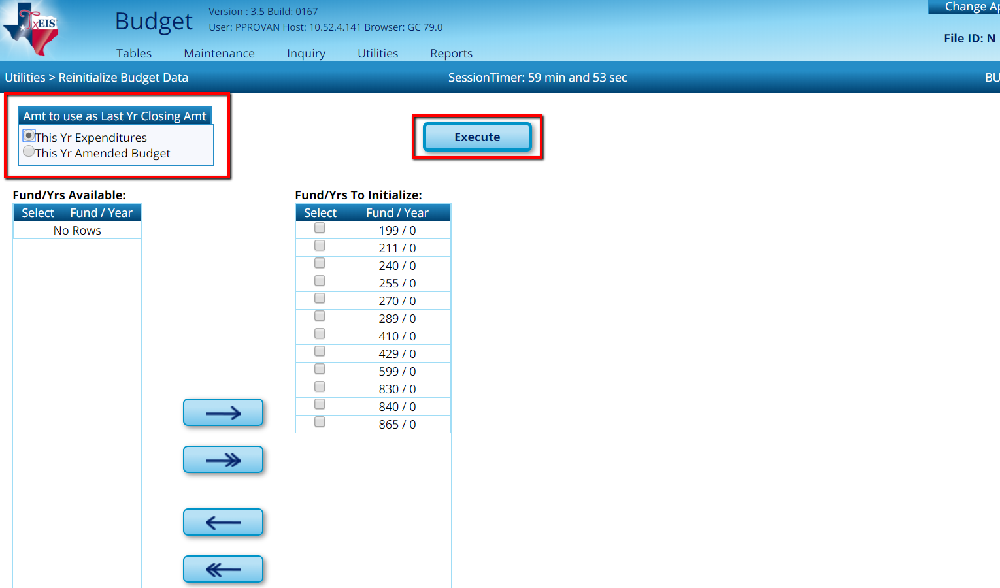 TxEIS
Budget
Version : 3.5 Build: 0167
User: PPROVAN Host: 10.52.4.141 Browser: GC 79.0
Change Ap
File ID: N
Tables Maintenance Inquiry Utilities Reports
Utilities > Reinitialize Budget Data
SessionTimer: 59 min and 53 sec
BU
Amt to use as Last Yr Closing Amt
This Yr Expenditures
This Yr Amended Budget
Execute
Fund/Yrs Available:
Select Fund / Year
No Rows
Fund/Yrs To Initialize:
Select Fund / Year
199 / 0
211 / 0
240 / 0
255 / 0
270 / 0
289 / 0
410 / 0
429 / 0
599 / 0
830 / 0
840 / 0
865 / 0